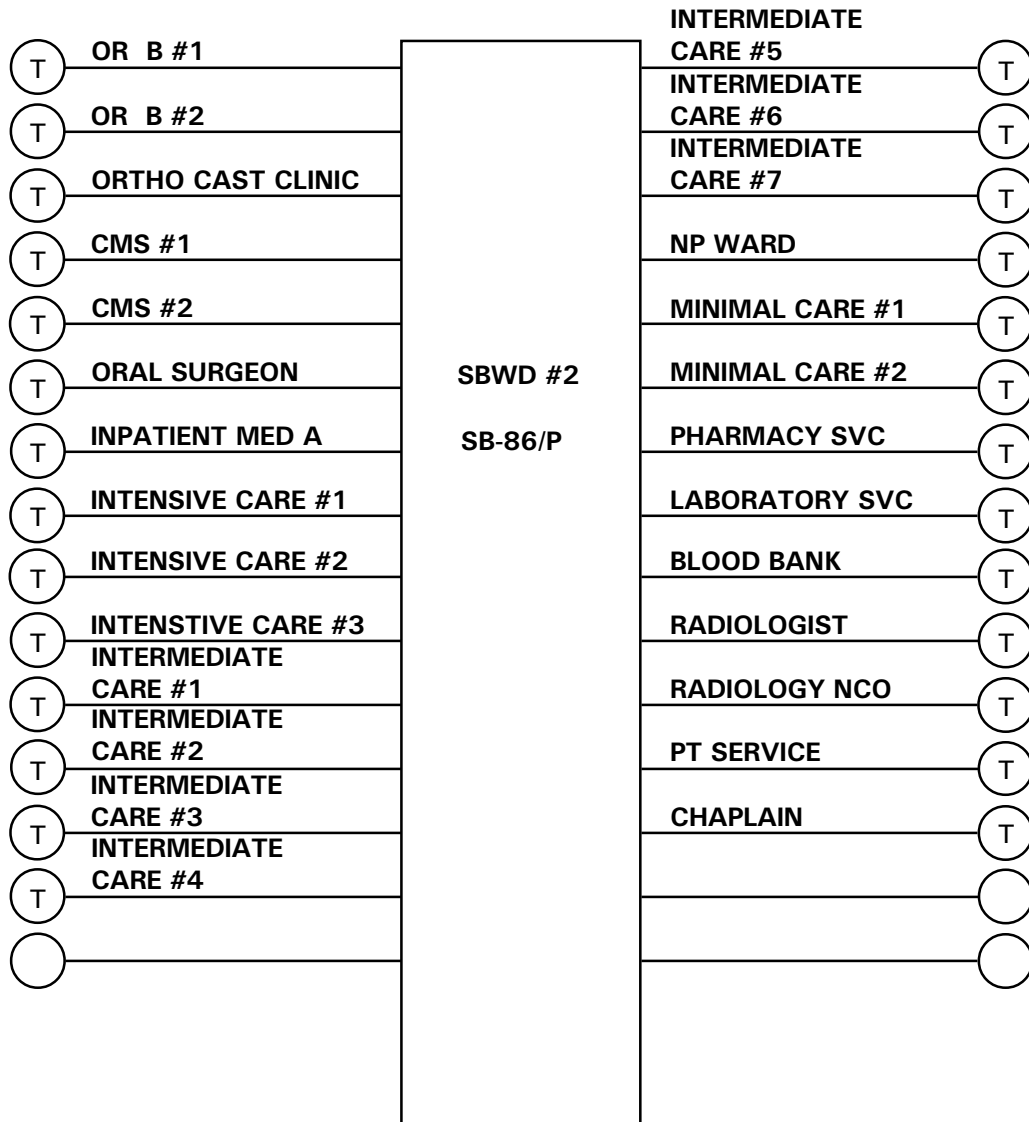 T OR B #1
T OR B #2
T ORTHO CAST CLINIC
T CMS #1
T CMS #2
T ORAL SURGEON
T INPATIENT MED A
T INTENSIVE CARE #1
T INTENSIVE CARE #2
T INTENSTIVE CARE #3
INTERMEDIATE
T CARE #1
INTERMEDIATE
T CARE #2
INTERMEDIATE
T CARE #3
INTERMEDIATE
T CARE #4
SBWD #2
SB-86/P
INTERMEDIATE
CARE #5 T
INTERMEDIATE
CARE #6 T
INTERMEDIATE
CARE #7 T
NP WARD T
MINIMAL CARE #1 T
MINIMAL CARE #2 T
PHARMACY SVC T
LABORATORY SVC T
BLOOD BANK T
RADIOLOGIST T
RADIOLOGY NCO T
PT SERVICE T
CHAPLAIN T